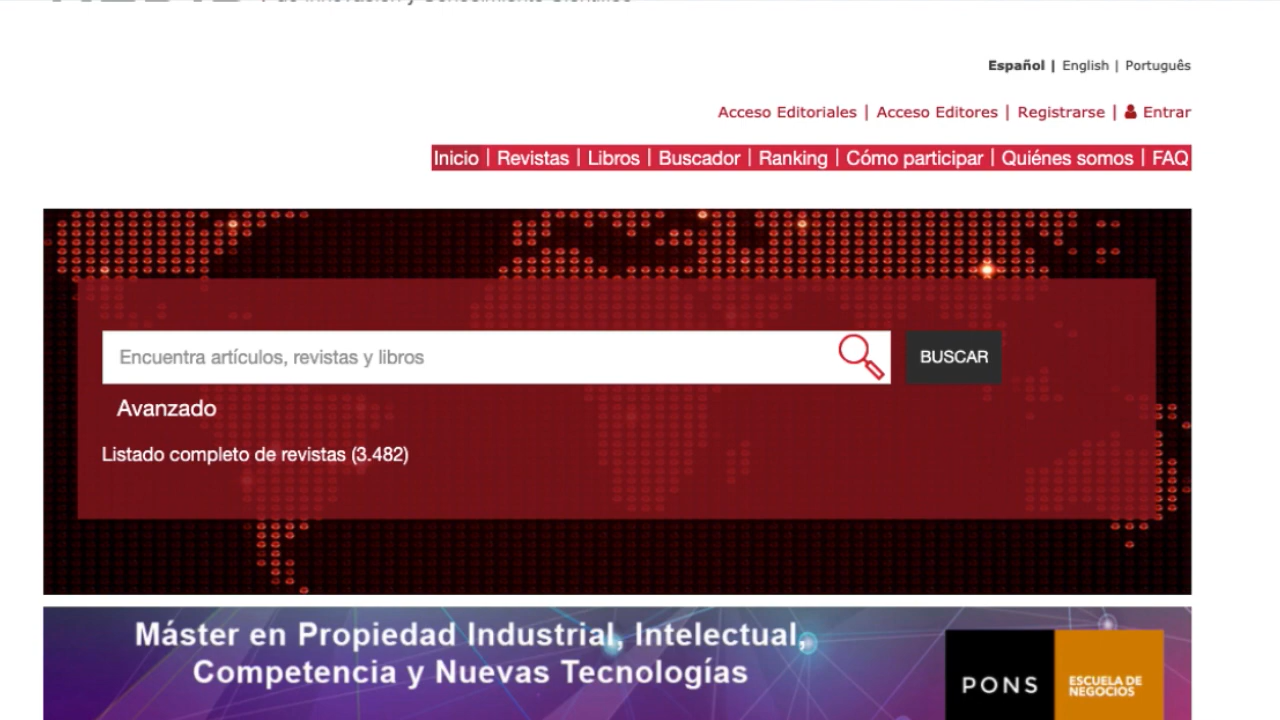 y Conocimiento Científico
Español | English | Português
Acceso Editoriales | Acceso Editores | Registrarse | Entrar
Inicio | Revistas | Libros | Buscador | Ranking | Cómo participar | Quiénes somos | FAQ
Encuentra artículos, revistas y libros
BUSCAR
Avanzado
Listado completo de revistas (3.482)
Máster en Propiedad Industrial, Intelectual,
Competencia y Nuevas Tecnologías
PONS
ESCUELA DE
NEGOCIOS